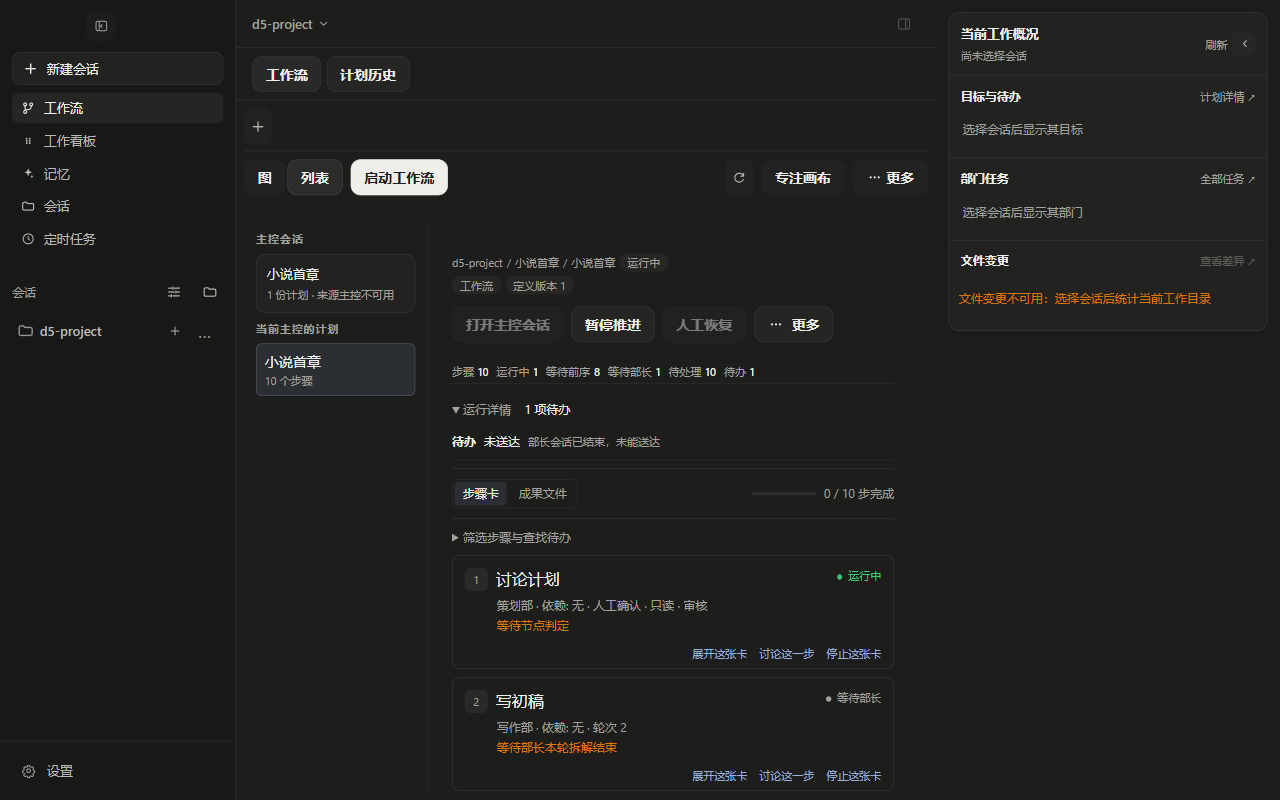 新建会话
工作流
工作看板
记忆
会话
定时任务
会话
d5-project
设置
d5-project
工作流 计划历史
图 列表 启动工作流 专注画布 ··· 更多
主控会话
小说首章
1 份计划 · 来源主控不可用
当前主控的计划
小说首章
10 个步骤
d5-project / 小说首章 / 小说首章 运行中
工作流 定义版本 1
打开主控会话 暂停推进 人工恢复 ··· 更多
步骤 10 运行中 1 等待前序 8 等待部长 1 待处理 10 待办 1
▼运行详情 1 项待办
待办 未送达 部长会话已结束，未能送达
步骤卡 成果文件 0 / 10 步完成
▶ 筛选步骤与查找待办
1 讨论计划 ● 运行中
策划部 · 依赖: 无 · 人工确认 · 只读 · 审核
等待节点判定
展开这张卡 讨论这一步 停止这张卡
2 写初稿 ● 等待部长
写作部 · 依赖: 无 · 轮次 2
等待部长本轮拆解结束
展开这张卡 讨论这一步 停止这张卡
当前工作概况
尚未选择会话
刷新
目标与待办 计划详情 ↗
选择会话后显示其目标
部门任务 全部任务 ↗
选择会话后显示其部门
文件变更 查看差异 ↗
文件变更不可用：选择会话后统计当前工作目录